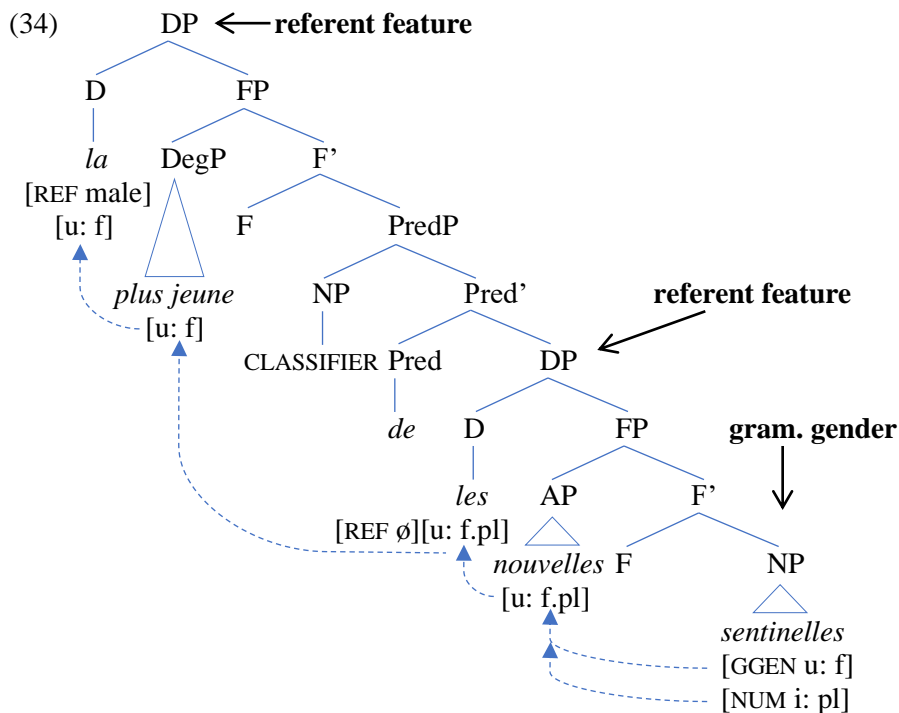 (34) DP referent feature
D FP
la DegP F’
[REF male] F PredP
[u: f]
plus jeune NP Pred’ referent feature
[u: f]
CLASSIFIER Pred DP
de D FP gram. gender
les AP F’
[REF ø][u: f.pl]
nouvelles F NP
[u: f.pl]
sentinelles
[GGEN u: f]
[NUM i: pl]